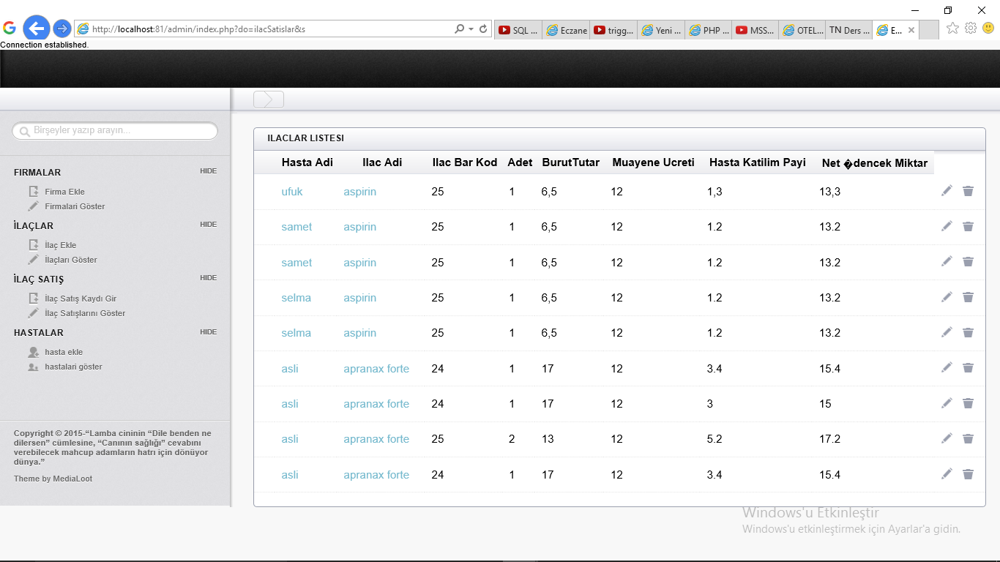 http://localhost:81/admin/index.php?do=ilacSatislar&s
SQL ...
Eczane
trigg...
Yeni ...
PHP ...
MSS...
OTEL...
TN Ders ...
E...
Connection established.
Birşeyler yazıp arayın...
FIRMALAR HIDE
Firma Ekle
Firmalari Göster
İLAÇLAR HIDE
İlaç Ekle
İlaçları Göster
İLAÇ SATIŞ HIDE
İlaç Satış Kaydı Gir
İlaç Satışlarını Göster
HASTALAR HIDE
hasta ekle
hastalari göster
Copyright © 2015-“Lamba cininin “Dile benden ne
dilersen” cümlesine, “Canının sağlığı” cevabını
verebilecek mahcup adamların hatrı için dönüyor
dünya.”
Theme by MediaLoot
ILACLAR LISTESI
Hasta Adi Ilac Adi Ilac Bar Kod Adet BurutTutar Muayene Ucreti Hasta Katilim Payi Net �dencek Miktar
ufuk aspirin 25 1 6,5 12 1,3 13,3
samet aspirin 25 1 6,5 12 1.2 13.2
samet aspirin 25 1 6,5 12 1.2 13.2
selma aspirin 25 1 6,5 12 1.2 13.2
selma aspirin 25 1 6,5 12 1.2 13.2
asli apranax forte 24 1 17 12 3.4 15.4
asli apranax forte 24 1 17 12 3 15
asli apranax forte 25 2 13 12 5.2 17.2
asli apranax forte 24 1 17 12 3.4 15.4
Windows'u Etkinleştir
Windows'u etkinleştirmek için Ayarlar'a gidin.